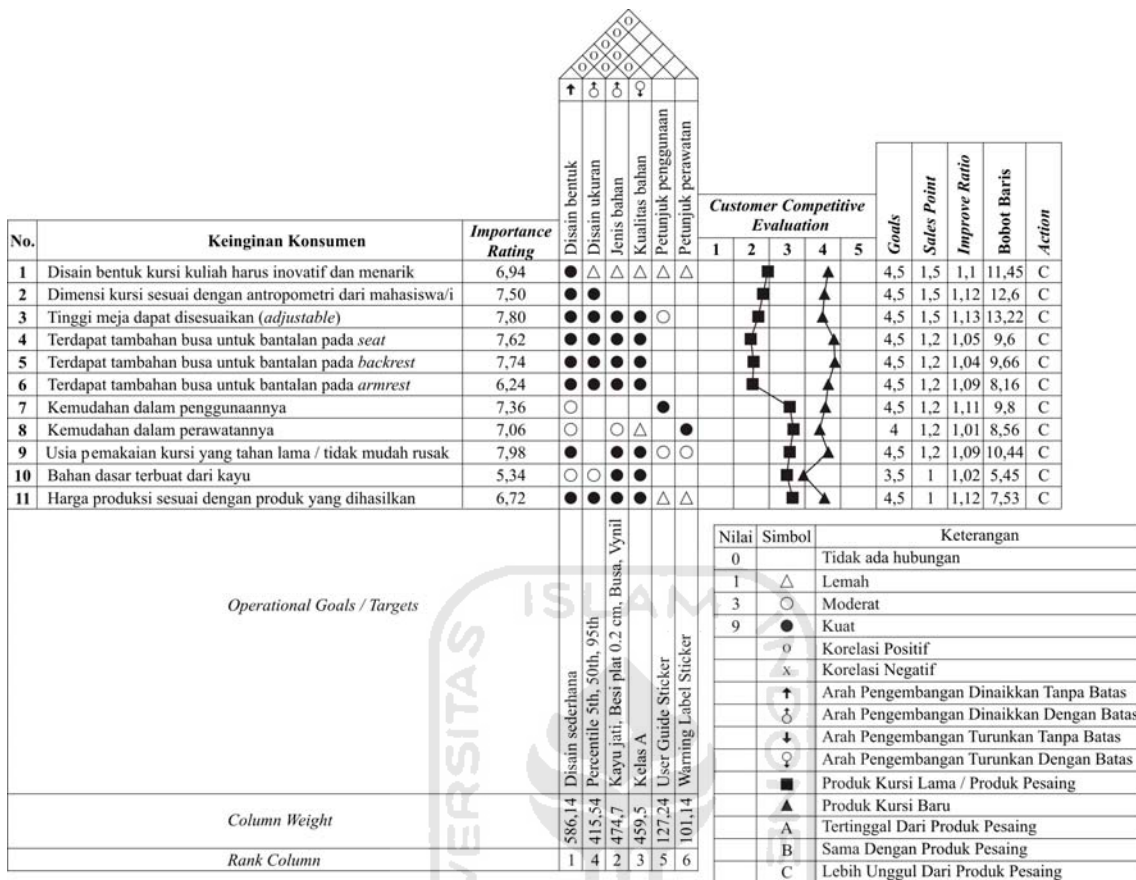 Disain bentuk
Disain ukuran
Jenis bahan
Kualitas bahan
Petunjuk penggunaan
Petunjuk perawatan
No. Keinginan Konsumen Importance Rating Customer Competitive Evaluation Goals Sales Point Improve Ratio Bobot Baris Action
1 2 3 4 5
1 Disain bentuk kursi kuliah harus inovatif dan menarik 6,94 ● △ △ △ △ △ 4,5 1,5 1,1 11,45 C
2 Dimensi kursi sesuai dengan antropometri dari mahasiswa/i 7,50 ● ● 4,5 1,5 1,12 12,6 C
3 Tinggi meja dapat disesuaikan (adjustable) 7,80 ● ● ● ● ○ 4,5 1,5 1,13 13,22 C
4 Terdapat tambahan busa untuk bantalan pada seat 7,62 ● ● ● ● 4,5 1,2 1,05 9,6 C
5 Terdapat tambahan busa untuk bantalan pada backrest 7,74 ● ● ● ● 4,5 1,2 1,04 9,66 C
6 Terdapat tambahan busa untuk bantalan pada armrest 6,24 ● ● ● ● 4,5 1,2 1,09 8,16 C
7 Kemudahan dalam penggunaannya 7,36 ○ ● 4,5 1,2 1,11 9,8 C
8 Kemudahan dalam perawatannya 7,06 ○ ○ △ ● 4 1,2 1,01 8,56 C
9 Usia pemakaian kursi yang tahan lama / tidak mudah rusak 7,98 ● ● ● ○ ○ 4,5 1,2 1,09 10,44 C
10 Bahan dasar terbuat dari kayu 5,34 ○ ○ ● ● 3,5 1 1,02 5,45 C
11 Harga produksi sesuai dengan produk yang dihasilkan 6,72 ● ● ● ● △ △ 4,5 1 1,12 7,53 C
Operational Goals / Targets
Disain sederhana
Percentile 5th, 50th, 95th
Kayu jati, Besi plat 0.2 cm, Busa, Vynil
Kelas A
User Guide Sticker
Warning Label Sticker
Column Weight 586,14 415,54 474,7 459,5 127,24 101,14
Rank Column 1 4 2 3 5 6
Nilai Simbol Keterangan
0 Tidak ada hubungan
1 △ Lemah
3 ○ Moderat
9 ● Kuat
o Korelasi Positif
x Korelasi Negatif
↑ Arah Pengembangan Dinaikkan Tanpa Batas
Arah Pengembangan Dinaikkan Dengan Batas
↓ Arah Pengembangan Turunkan Tanpa Batas
Arah Pengembangan Turunkan Dengan Batas
■ Produk Kursi Lama / Produk Pesaing
▲ Produk Kursi Baru
A Tertinggal Dari Produk Pesaing
B Sama Dengan Produk Pesaing
C Lebih Unggul Dari Produk Pesaing
ISLAM